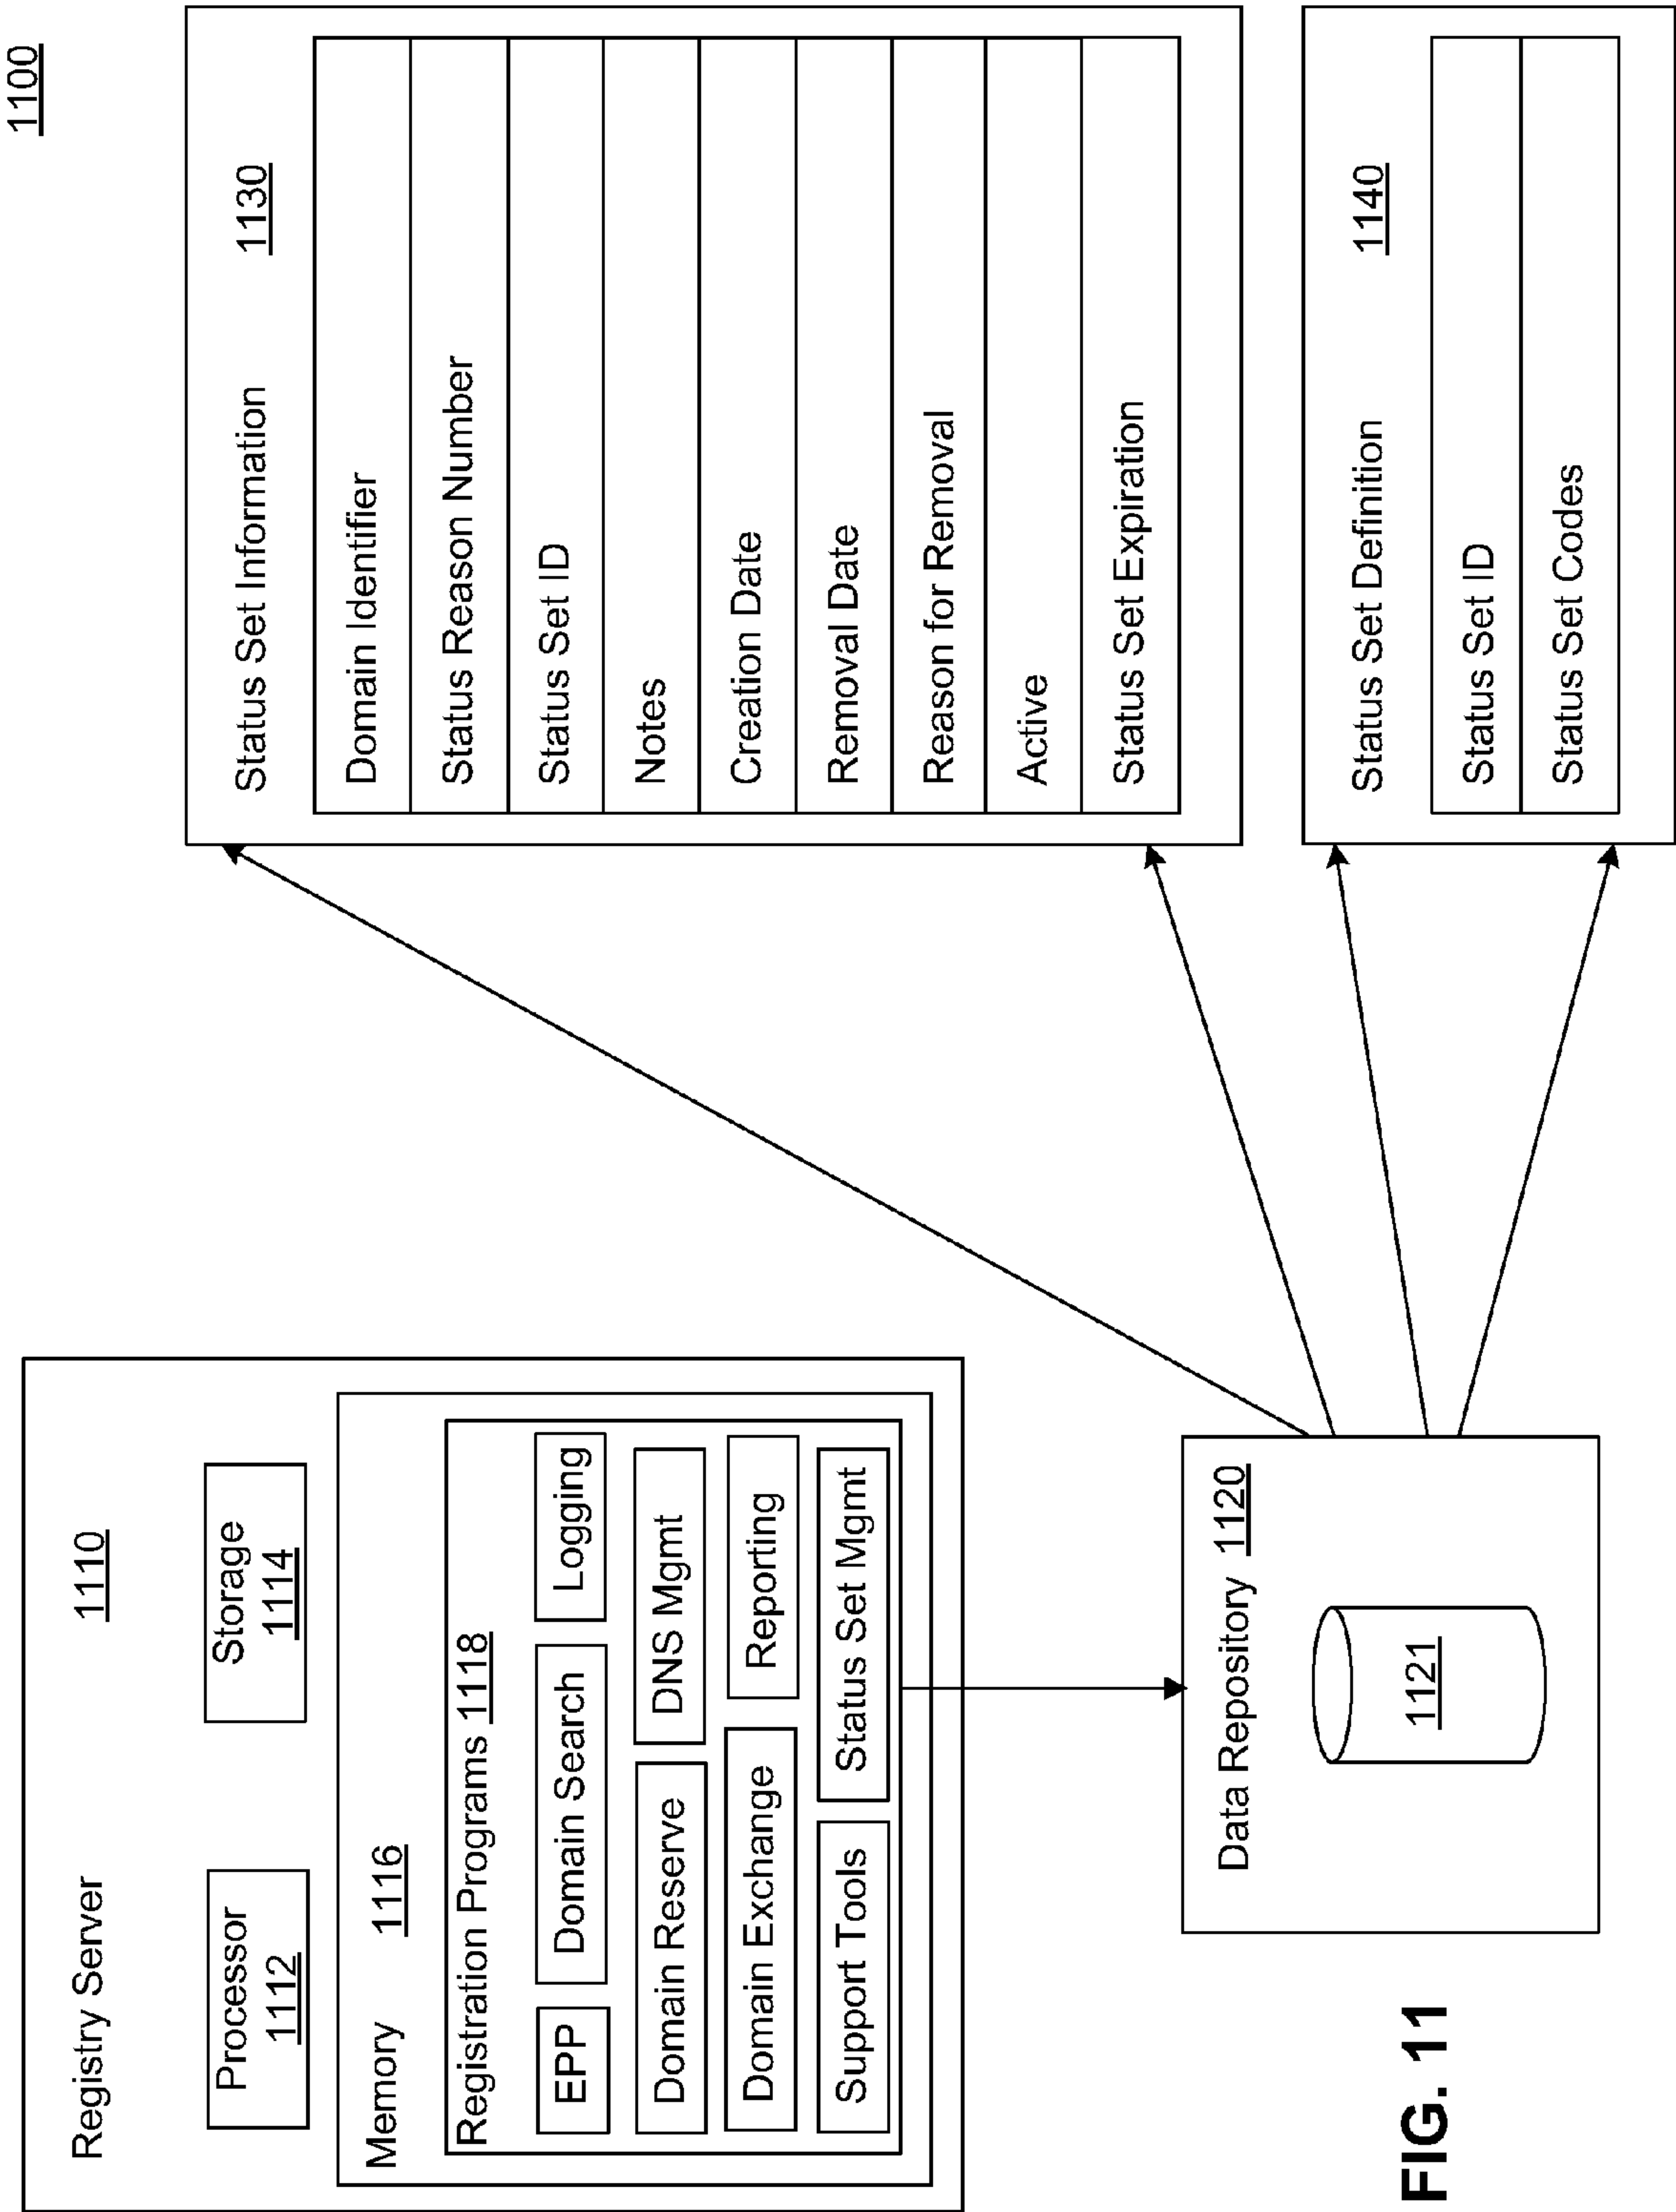 1100
Registry Server 1110
Processor
1112
Storage
1114
Memory 1116
Registration Programs 1118
EPP
Domain Search
Logging
Domain Reserve
DNS Mgmt
Domain Exchange
Reporting
Support Tools
Status Set Mgmt
Data Repository 1120
1121
Status Set Information 1130
Domain Identifier
Status Reason Number
Status Set ID
Notes
Creation Date
Removal Date
Reason for Removal
Active
Status Set Expiration
Status Set Definition 1140
Status Set ID
Status Set Codes
FIG. 11